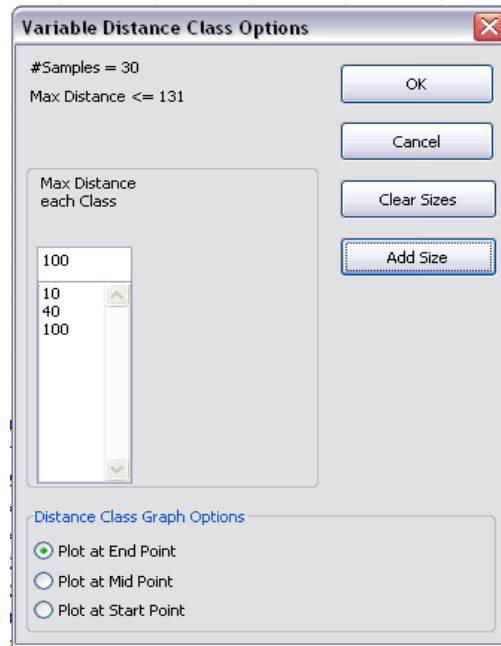 Variable Distance Class Options
#Samples = 30
Max Distance <= 131
OK
Cancel
Clear Sizes
Add Size
Max Distance
each Class
100
10
40
100
Distance Class Graph Options
Plot at End Point
Plot at Mid Point
Plot at Start Point